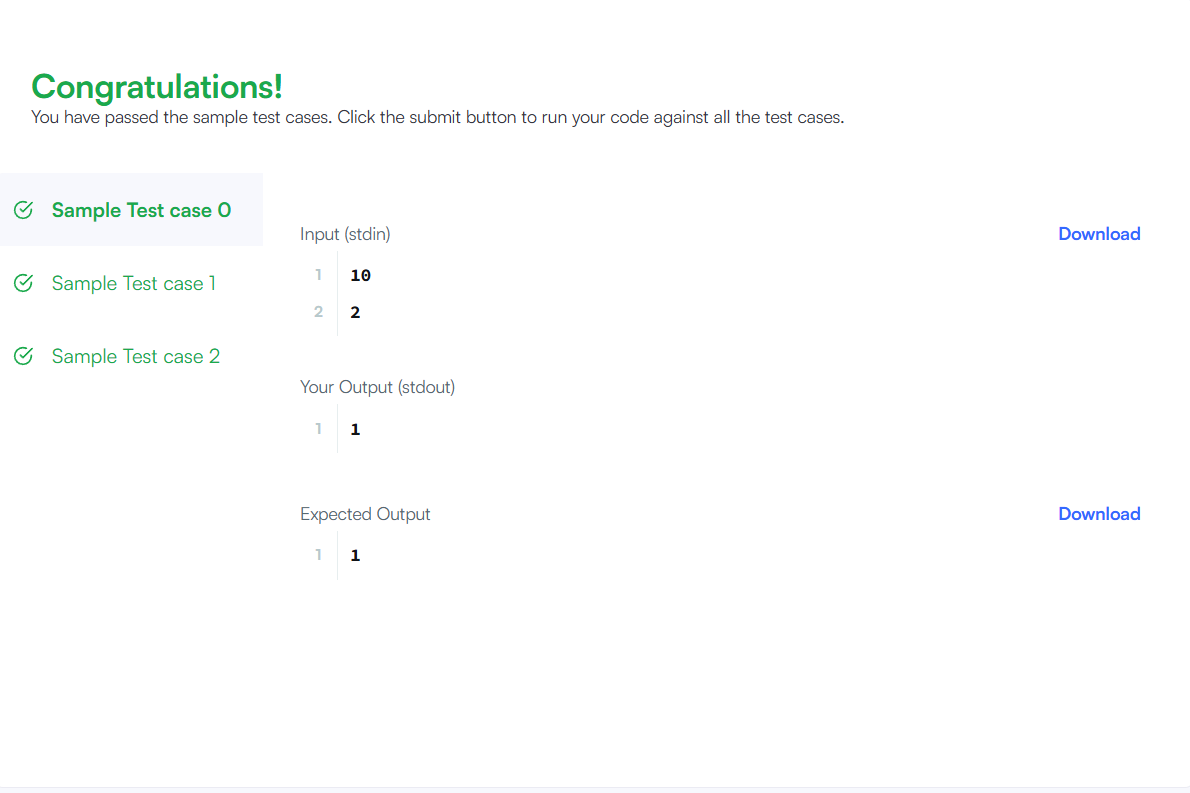 Congratulations!
You have passed the sample test cases. Click the submit button to run your code against all the test cases.
Sample Test case 0
Sample Test case 1
Sample Test case 2
Input (stdin)
Download
1 10
2 2
Your Output (stdout)
1 1
Expected Output
Download
1 1